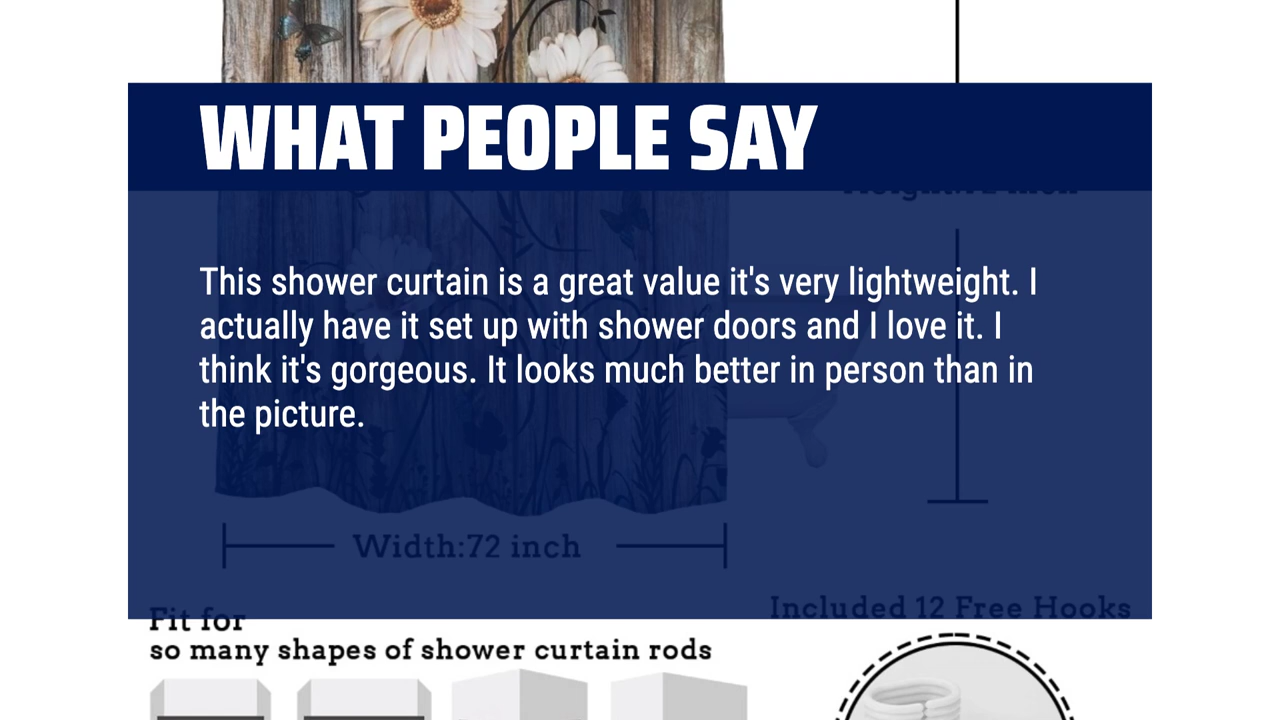 WHAT PEOPLE SAY
This shower curtain is a great value it's very lightweight. I
actually have it set up with shower doors and I love it. I
think it's gorgeous. It looks much better in person than in
the picture.
Width:72 inch
Included 12 Free Hooks
Fit for
so many shapes of shower curtain rods